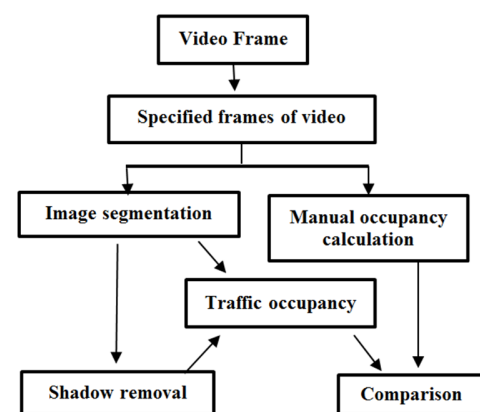 Video Frame
Specified frames of video
Image segmentation
Manual occupancy
calculation
Traffic occupancy
Shadow removal
Comparison